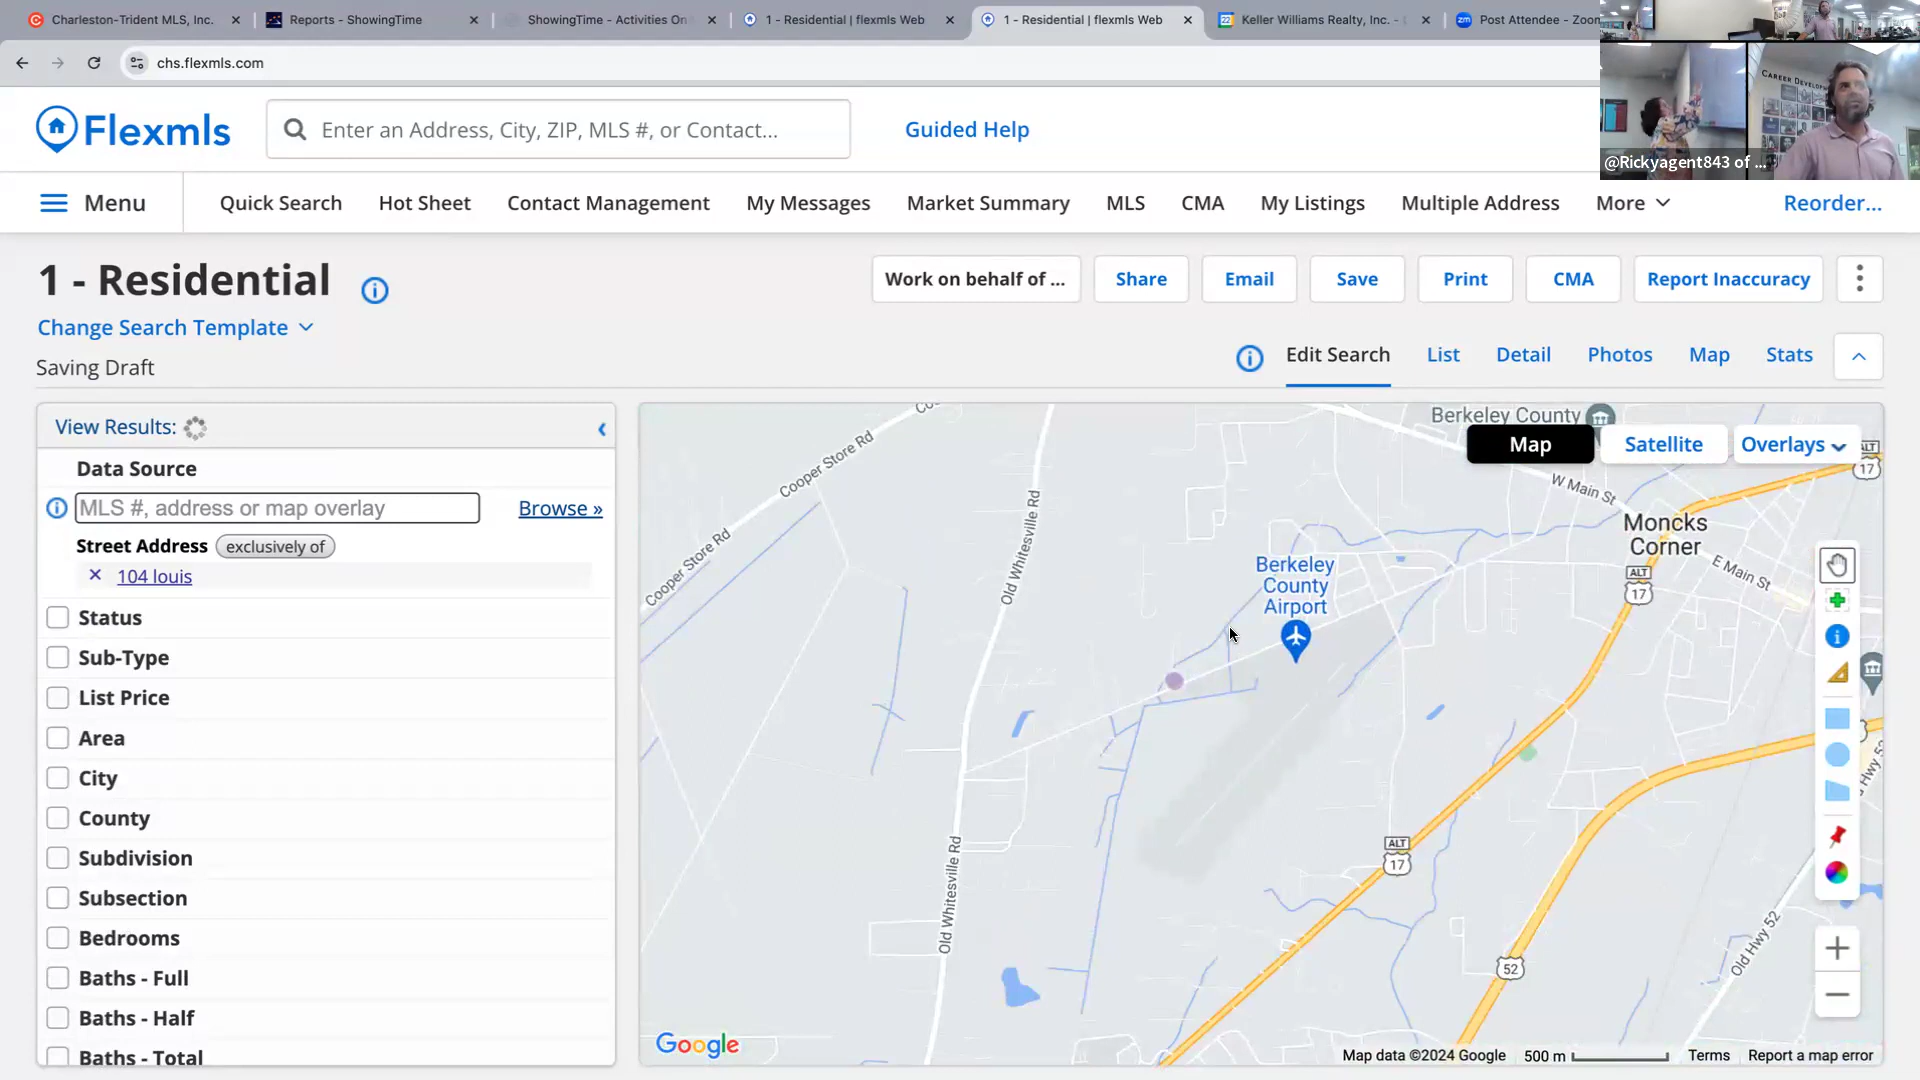 Charleston-Trident MLS, Inc.
Reports - ShowingTime
ShowingTime - Activities On
1 - Residential | flexmls Web
1 - Residential | flexmls Web
Keller Williams Realty, Inc. -
Post Attendee - Zoom
chs.flexmls.com
Flexmls
Enter an Address, City, ZIP, MLS #, or Contact...
Guided Help
CAREER DEVELOPM
@Rickyagent843 of ...
Menu
Quick Search
Hot Sheet
Contact Management
My Messages
Market Summary
MLS
CMA
My Listings
Multiple Address
More
Reorder...
1 - Residential
Work on behalf of ...
Share
Email
Save
Print
CMA
Report Inaccuracy
Change Search Template
Saving Draft
Edit Search
List
Detail
Photos
Map
Stats
View Results:
Data Source
MLS #, address or map overlay
Browse »
Street Address exclusively of
104 louis
Status
Sub-Type
List Price
Area
City
County
Subdivision
Subsection
Bedrooms
Baths - Full
Baths - Half
Baths - Total
Berkeley County
Map
Satellite
Overlays
Cooper Store Rd
Cooper Store Rd
Old Whitesville Rd
Old Whitesville Rd
W Main St
E Main St
Moncks
Corner
Berkeley
County
Airport
ALT
17
ALT
17
ALT
17
52
Old Hwy 52
Google
Map data ©2024 Google
500 m
Terms
Report a map error